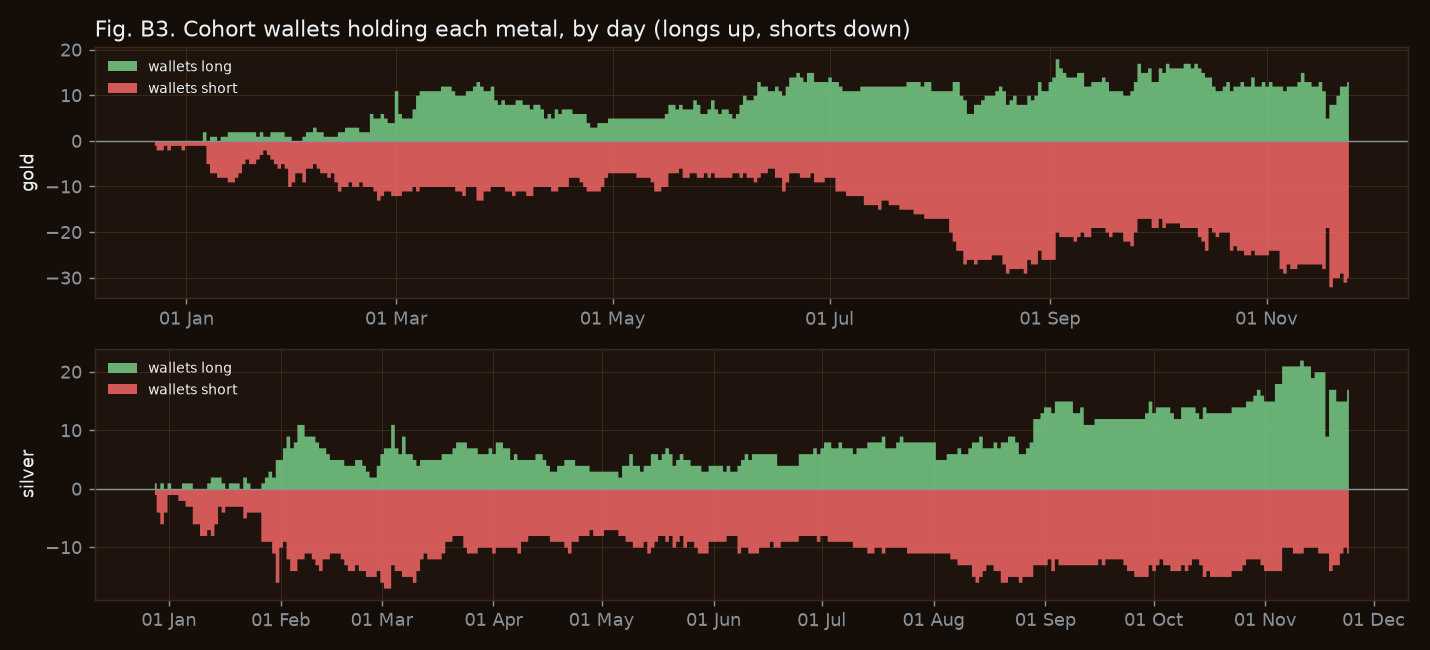 Fig. B3. Cohort wallets holding each metal, by day (longs up, shorts down)
20
10
0
−10
−20
−30
gold
wallets long
wallets short
01 Jan
01 Mar
01 May
01 Jul
01 Sep
01 Nov
20
10
0
−10
silver
wallets long
wallets short
01 Jan
01 Feb
01 Mar
01 Apr
01 May
01 Jun
01 Jul
01 Aug
01 Sep
01 Oct
01 Nov
01 Dec